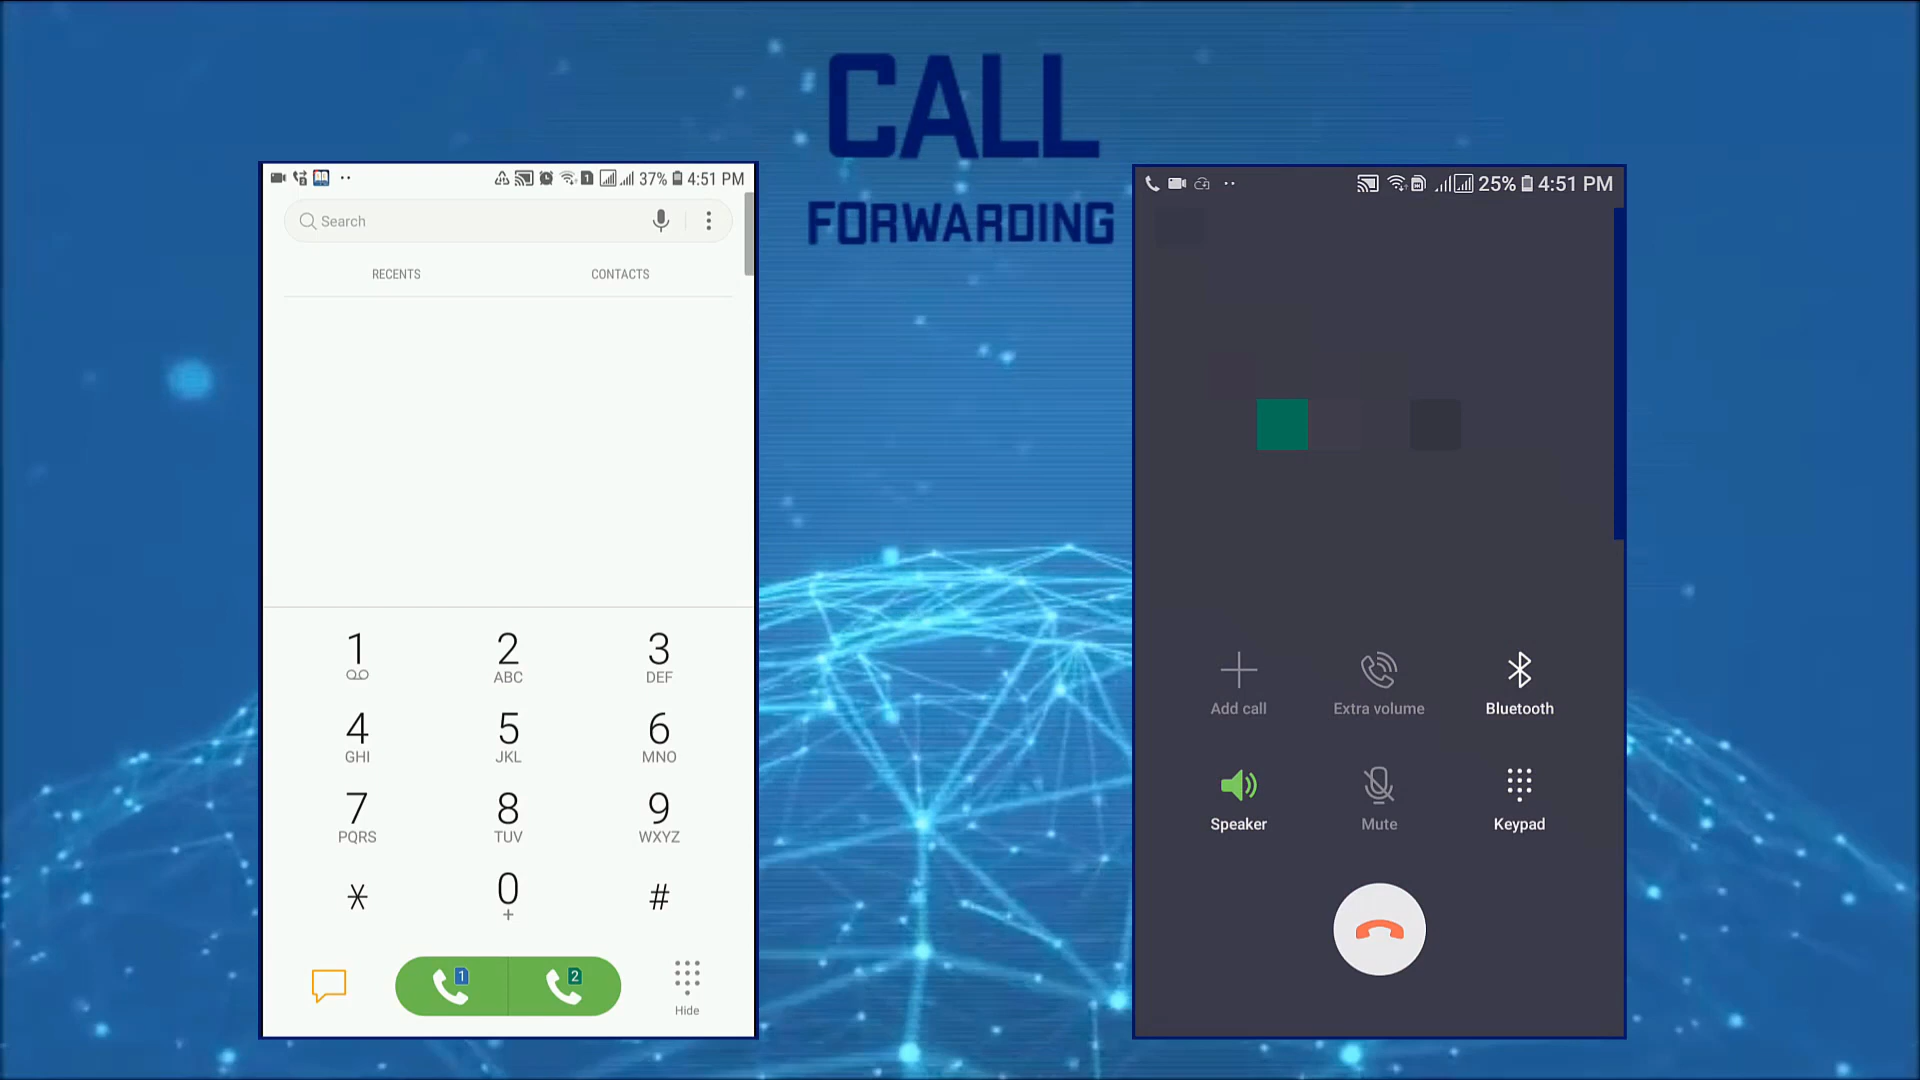 CALL
FORWARDING
1 37% 4:51 PM
Search
RECENTS
CONTACTS
1
2
ABC
3
DEF
4
GHI
5
JKL
6
MNO
7
PQRS
8
TUV
9
WXYZ
*
0
+
#
1
2
Hide
25% 4:51 PM
Add call
Extra volume
Bluetooth
Speaker
Mute
Keypad